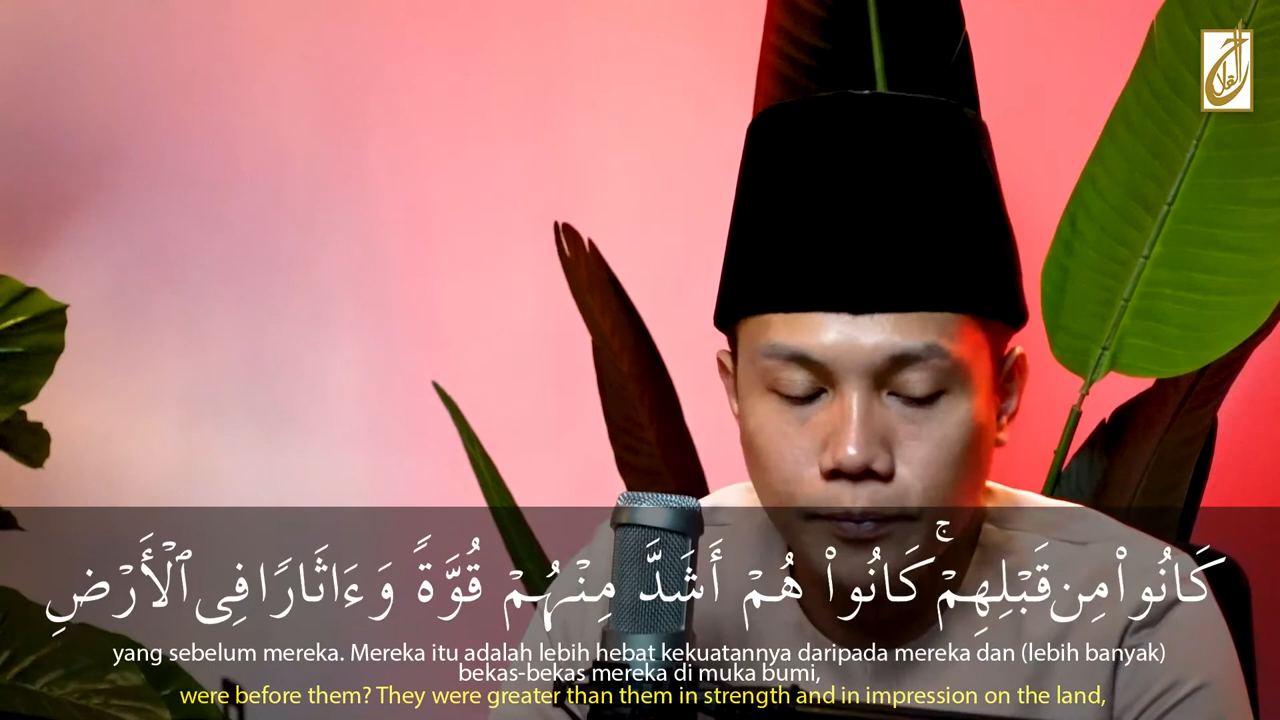 الفلاح
كَانُوا۟ مِن قَبْلِهِمْ ۚ كَانُوا۟ هُمْ أَشَدَّ مِنْهُمْ قُوَّةً وَءَاثَارًا فِى ٱلْأَرْضِ
yang sebelum mereka. Mereka itu adalah lebih hebat kekuatannya daripada mereka dan (lebih banyak)
bekas-bekas mereka di muka bumi,
were before them? They were greater than them in strength and in impression on the land,